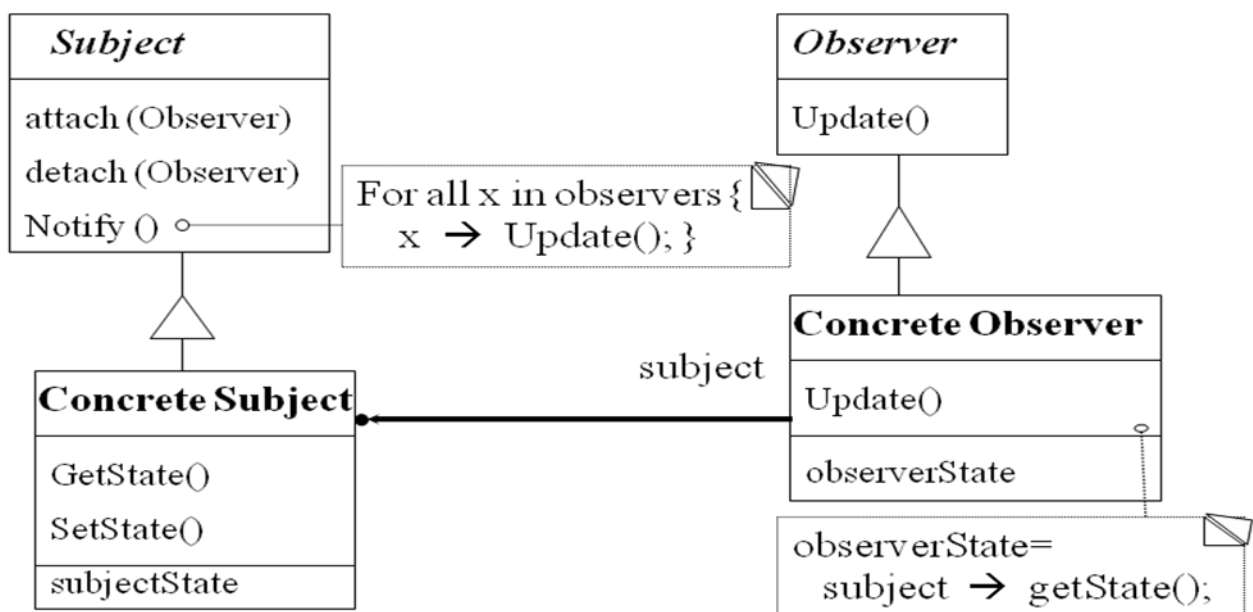 Subject
attach (Observer)
detach (Observer)
Notify ()
For all x in observers {
x → Update(); }
Observer
Update()
Concrete Observer
Update()
observerState
subject
Concrete Subject
GetState()
SetState()
subjectState
observerState=
subject → getState();